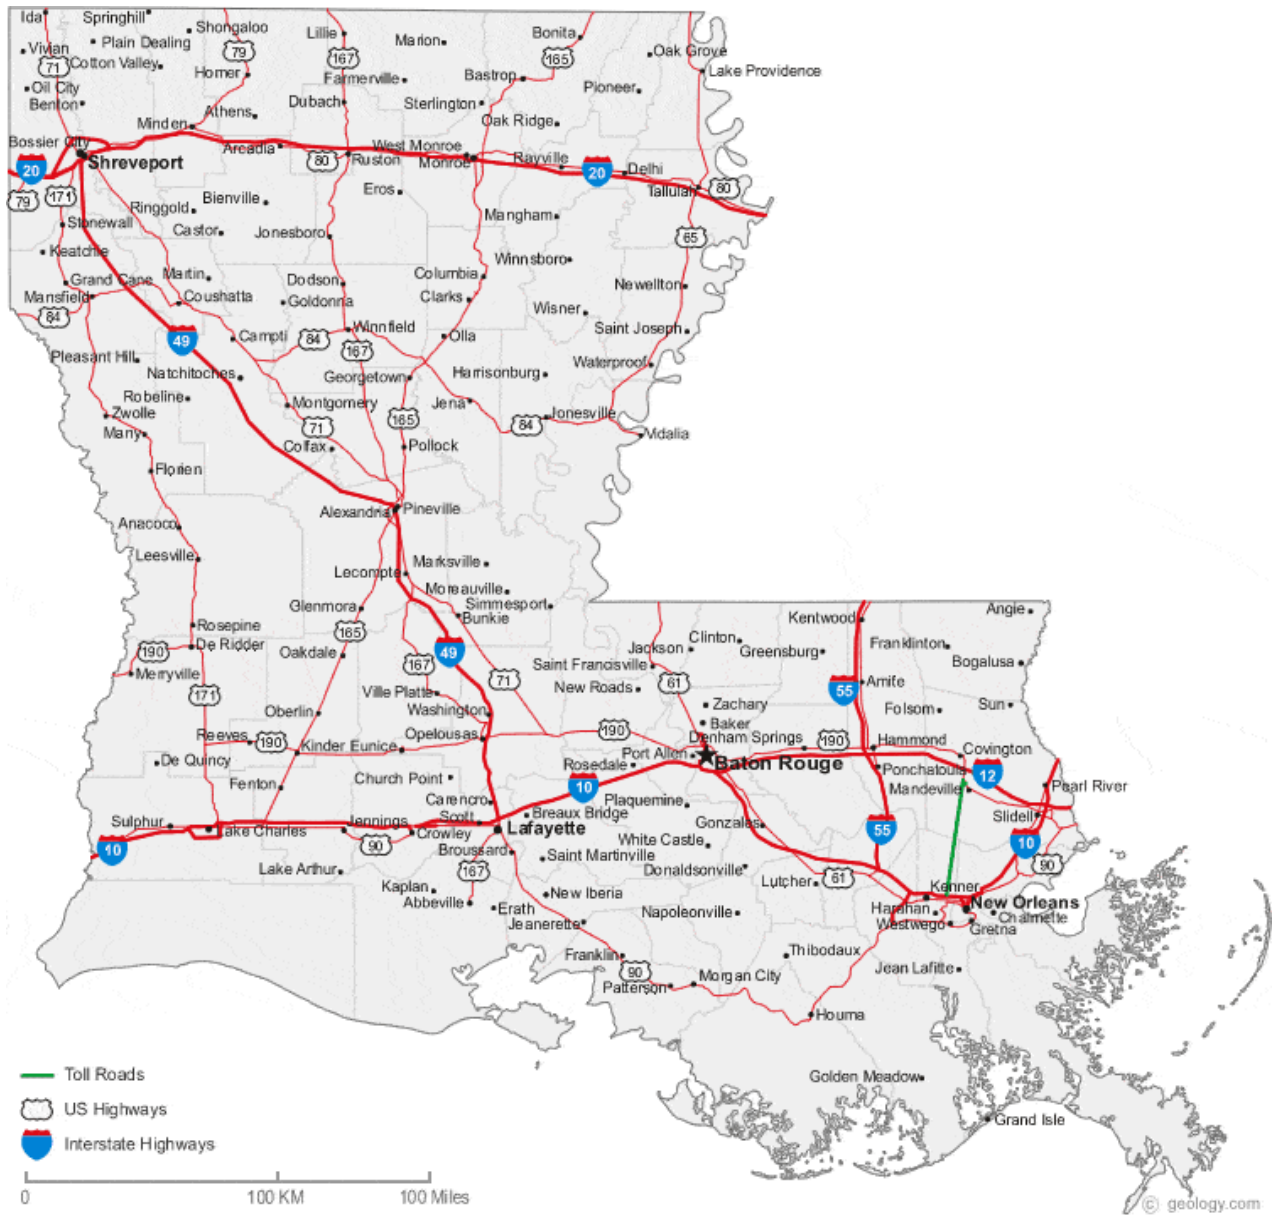 Ida
Springhill
Shongaloo
Lillie
Marion
Bonita
Vivian
Plain Dealing
79
167
165
Oak Grove
71
Cotton Valley
Homer
Farmerville
Bastrop
Lake Providence
Oil City
Pioneer
Benton
Athens
Dubach
Sterlington
Minden
Oak Ridge
Bossier City
Arcadia
80
West Monroe
Shreveport
Ruston
Monroe
Rayville
20
20
Delhi
79
171
Eros
Tallulah
80
Ringgold
Bienville
Mangham
Stonewall
Castor
Jonesboro
65
Keatchie
Winnsboro
Grand Cane
Martin
Dodson
Columbia
Newellton
Mansfield
Coushatta
Goldonna
Clarks
Wisner
84
Campti
84
Winnfield
Olla
Saint Joseph
49
167
Pleasant Hill
Natchitoches
Georgetown
Harrisonburg
Waterproof
Robeline
Montgomery
Jena
Zwolle
71
165
84
Jonesville
Many
Colfax
Pollock
Vidalia
Florien
Alexandria
Pineville
Anacoco
Leesville
Marksville
Lecompte
Moreauville
Glenmora
Simmesport
Bunkie
Kentwood
Angie
Rosepine
165
190
De Ridder
Oakdale
49
Clinton
Jackson
Greensburg
Franklinton
Merryville
167
71
Saint Francisville
Bogalusa
171
Ville Platte
New Roads
61
55
Amite
Oberlin
Washington
Zachary
Folsom
Sun
Reeves
190
Kinder
Eunice
Opelousas
190
Baker
Denham Springs
190
Hammond
Covington
De Quincy
Port Allen
Baton Rouge
Rosedale
Ponchatoula
12
Fenton
Church Point
10
Mandeville
Pearl River
Carencro
Plaquemine
Sulphur
Lake Charles
Jennings
Scott
Breaux Bridge
Gonzales
55
Slidell
10
90
Crowley
Lafayette
White Castle
10
Broussard
Saint Martinville
Donaldsonville
Lutcher
61
90
Lake Arthur
167
Kaplan
New Iberia
Kenner
Abbeville
Erath
Napoleonville
Harahan
New Orleans
Jeanerette
Westwego
Chalmette
Gretna
Franklin
90
Thibodaux
Jean Lafitte
Patterson
Morgan City
Houma
Golden Meadow
Grand Isle
Toll Roads
US Highways
Interstate Highways
0
100 KM
100 Miles
© geology.com